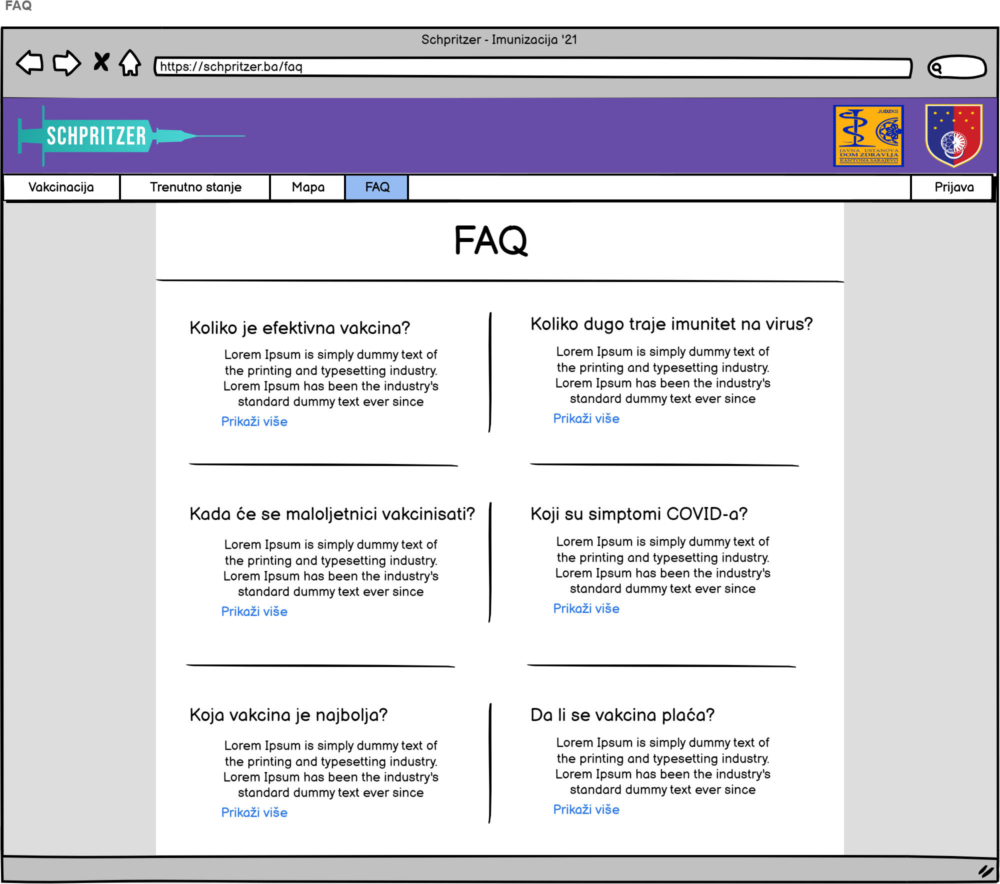 FAQ
Schpritzer - Imunizacija '21
https://schpritzer.ba/faq
SCHPRITZER
JUDZKS
JAVNA USTANOVA
DOM ZDRAVLJA
KANTONA SARAJEVO
Vakcinacija
Trenutno stanje
Mapa
FAQ
Prijava
FAQ
Koliko je efektivna vakcina?
Lorem Ipsum is simply dummy text of
the printing and typesetting industry.
Lorem Ipsum has been the industry's
standard dummy text ever since
Prikaži više
Koliko dugo traje imunitet na virus?
Lorem Ipsum is simply dummy text of
the printing and typesetting industry.
Lorem Ipsum has been the industry's
standard dummy text ever since
Prikaži više
Kada će se maloljetnici vakcinisati?
Lorem Ipsum is simply dummy text of
the printing and typesetting industry.
Lorem Ipsum has been the industry's
standard dummy text ever since
Prikaži više
Koji su simptomi COVID-a?
Lorem Ipsum is simply dummy text of
the printing and typesetting industry.
Lorem Ipsum has been the industry's
standard dummy text ever since
Prikaži više
Koja vakcina je najbolja?
Lorem Ipsum is simply dummy text of
the printing and typesetting industry.
Lorem Ipsum has been the industry's
standard dummy text ever since
Prikaži više
Da li se vakcina plaća?
Lorem Ipsum is simply dummy text of
the printing and typesetting industry.
Lorem Ipsum has been the industry's
standard dummy text ever since
Prikaži više